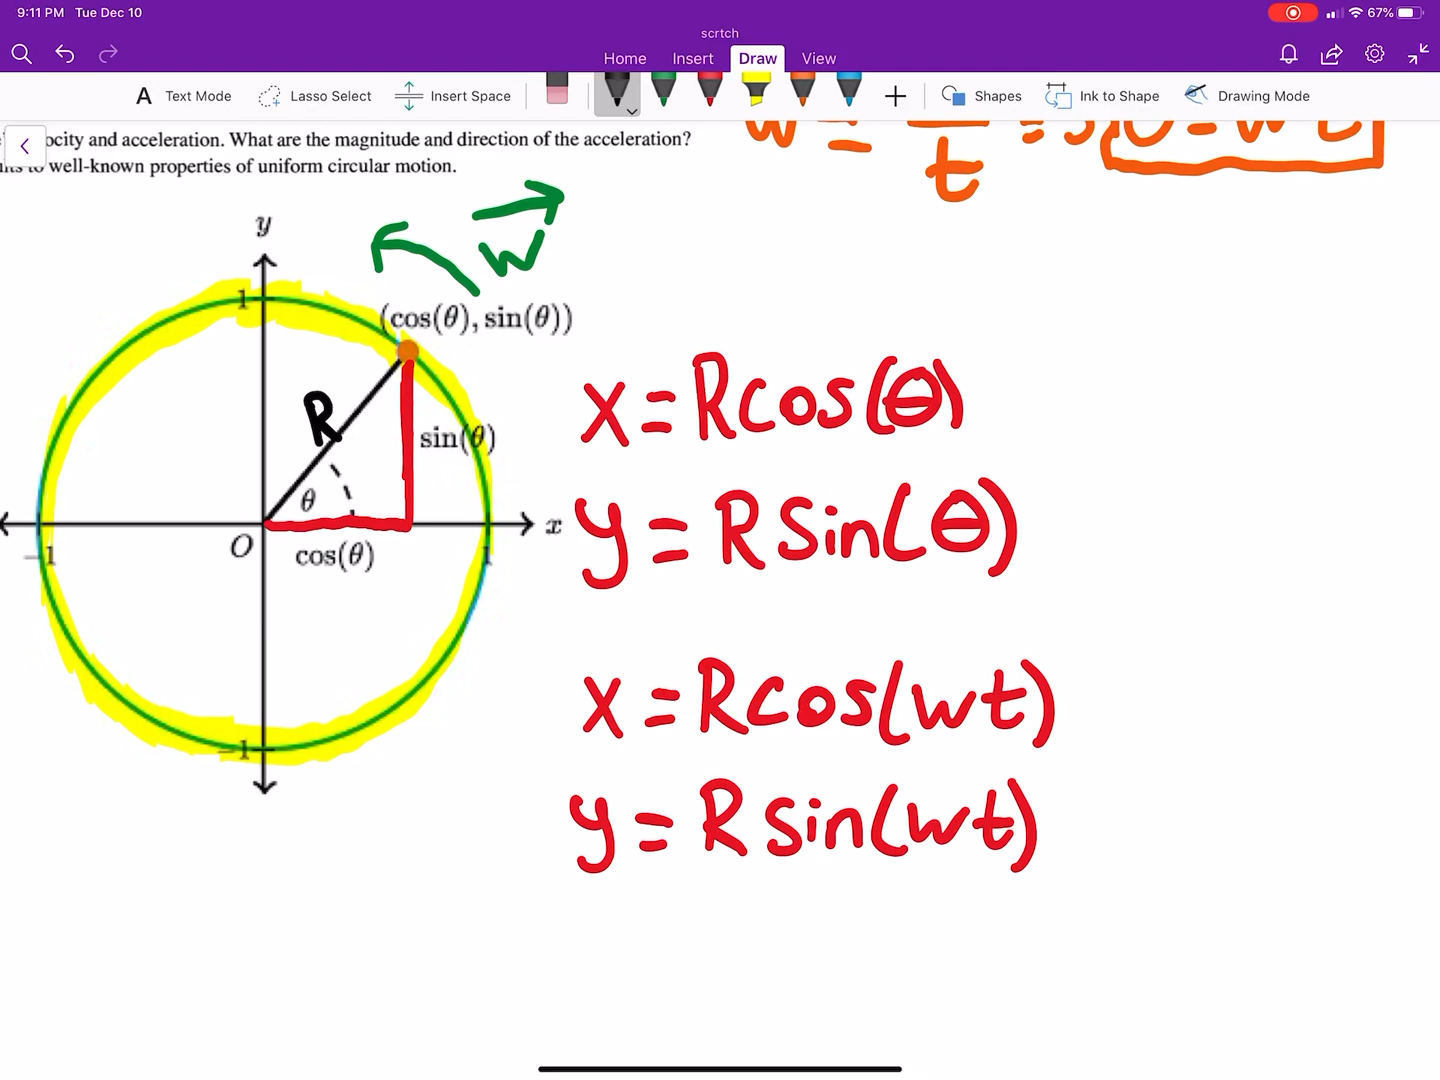 9:11 PM Tue Dec 10
67%
scrtch
Home Insert Draw View
A Text Mode Lasso Select Insert Space Shapes Ink to Shape Drawing Mode
ocity and acceleration. What are the magnitude and direction of the acceleration?
to well-known properties of uniform circular motion.
w = t =
w
y
1
(cos(θ), sin(θ))
R
sin(θ)
θ
x
O
cos(θ)
-1
1
-1
x = Rcos(θ)
y = Rsin(θ)
x = Rcos(wt)
y = Rsin(wt)